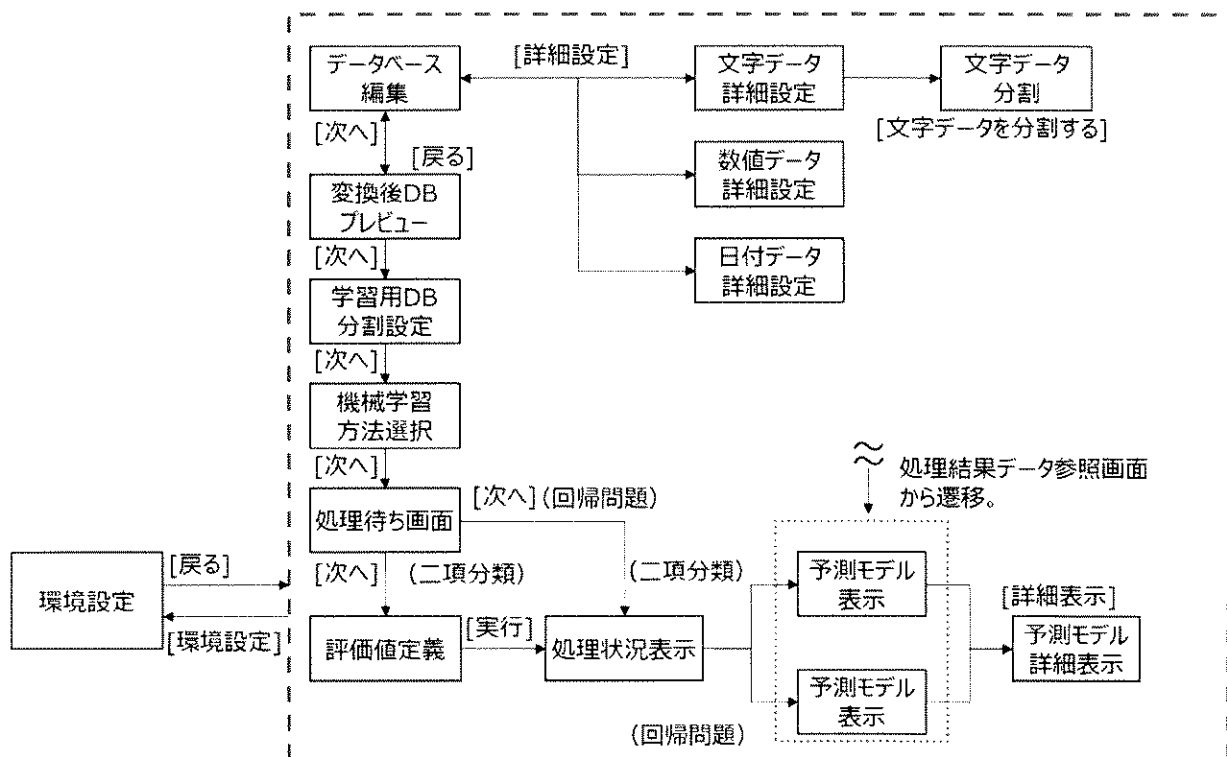 データベース
編集
[詳細設定]
文字データ
詳細設定
文字データ
分割
[文字データを分割する]
[次へ]
[戻る]
数値データ
詳細設定
変換後DB
プレビュー
[次へ]
日付データ
詳細設定
学習用DB
分割設定
[次へ]
機械学習
方法選択
[次へ]
処理結果データ参照画面
から遷移。
処理待ち画面
[次へ](回帰問題)
環境設定
[戻る]
[環境設定]
[次へ]
(二項分類)
(二項分類)
予測モデル
表示
[詳細表示]
評価値定義
[実行]
処理状況表示
予測モデル
詳細表示
予測モデル
表示
(回帰問題)